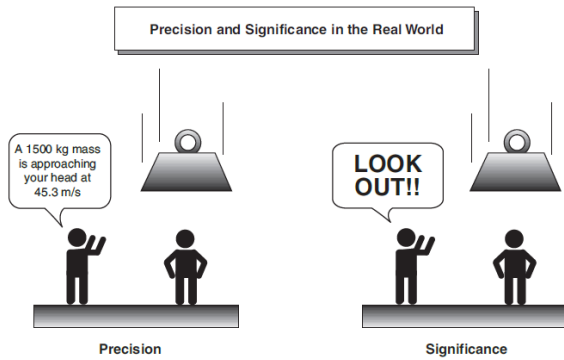 Precision and Significance in the Real World
A 1500 kg mass
is approaching
your head at
45.3 m/s
LOOK
OUT!!
Precision
Significance